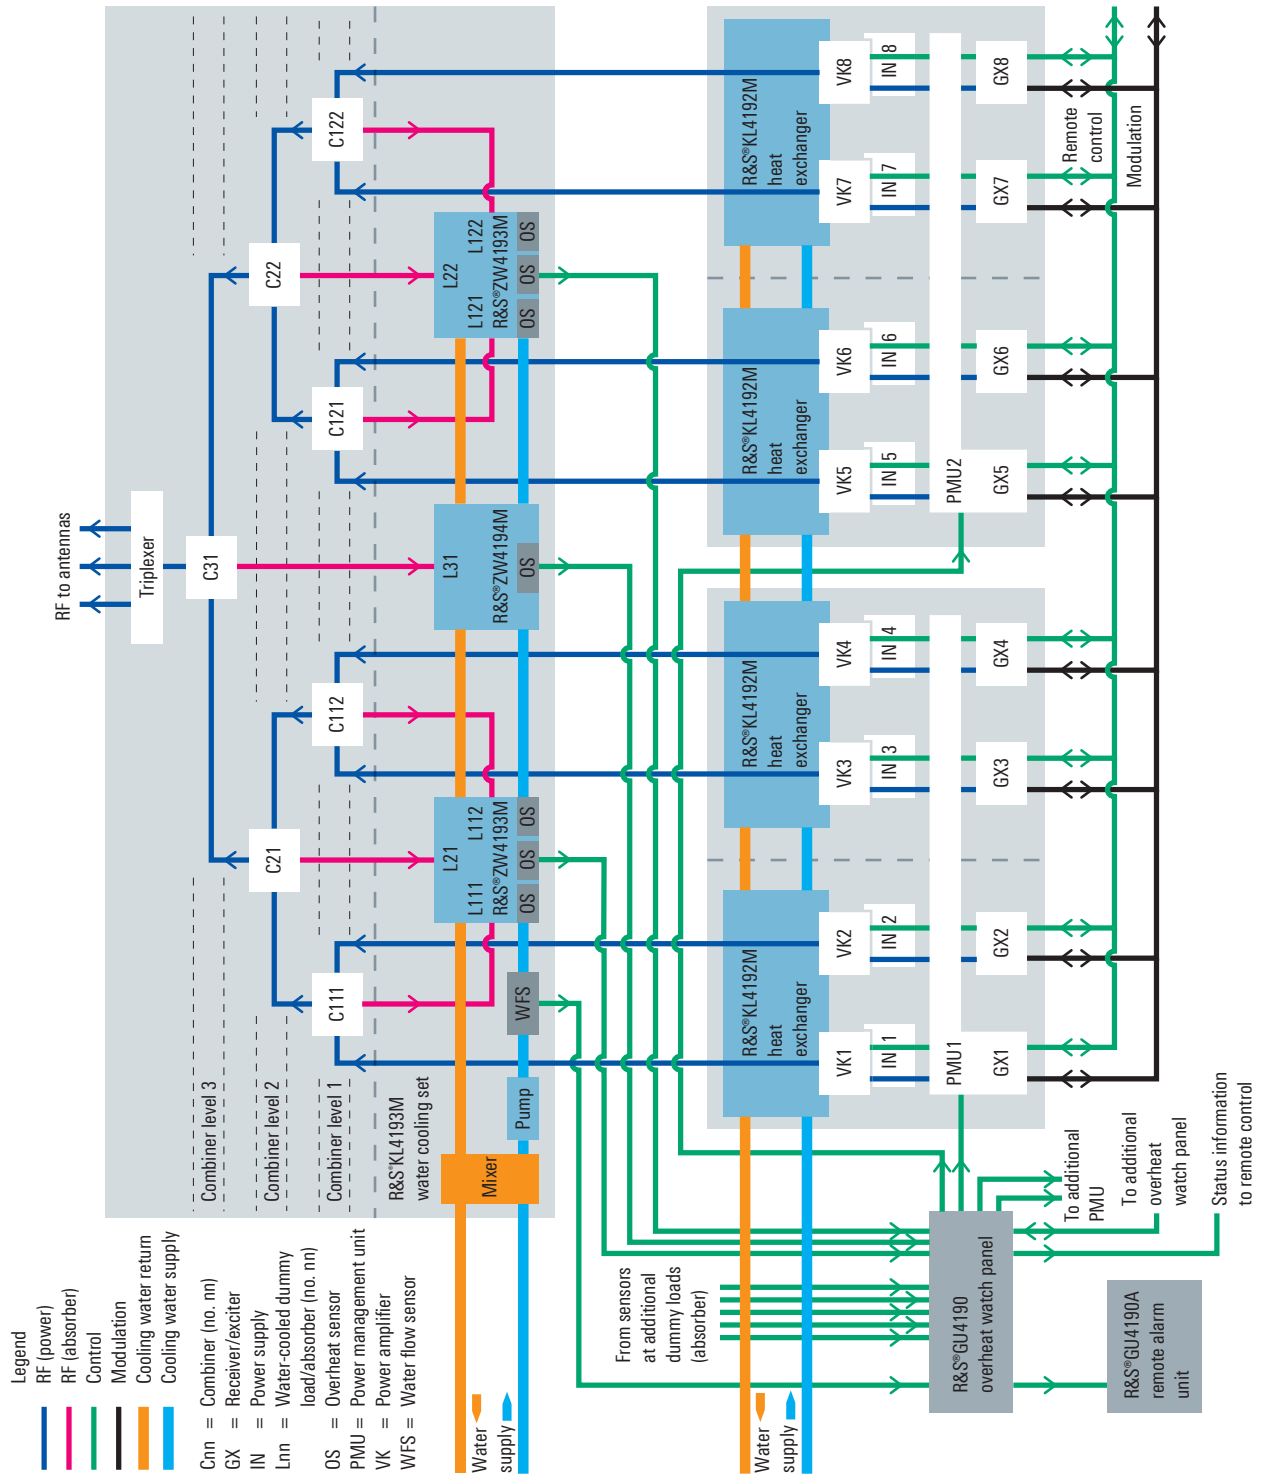 Legend
RF (power)
RF (absorber)
Control
Modulation
Cooling water return
Cooling water supply
Cnn = Combiner (no. nn)
GX = Receiver/exciter
IN = Power supply
Lnn = Water-cooled dummy
load/absorber (no. nn)
OS = Overheat sensor
PMU = Power management unit
VK = Power amplifier
WFS = Water flow sensor
RF to antennas
Triplexer
Combiner level 3
C31
Combiner level 2
C21
C22
Combiner level 1
C111
C112
C121
C122
R&S®KL4193M
water cooling set
Mixer
Pump
WFS
L21
L111 L112
R&S®ZW4193M
OS OS OS
L31
R&S®ZW4194M
OS
L22
L121 L122
R&S®ZW4193M
OS OS OS
Water
supply
From sensors
at additional
dummy loads
(absorber)
Water
supply
R&S®KL4192M
heat
exchanger
R&S®KL4192M
heat
exchanger
R&S®KL4192M
heat
exchanger
R&S®KL4192M
heat
exchanger
VK1
VK2
VK3
VK4
VK5
VK6
VK7
VK8
IN 1
IN 2
IN 3
IN 4
IN 5
IN 6
IN 7
IN 8
PMU1
PMU2
GX1
GX2
GX3
GX4
GX5
GX6
GX7
GX8
Remote
control
Modulation
R&S®GU4190
overheat watch panel
To additional
PMU
To additional
overheat
watch panel
Status information
to remote control
R&S®GU4190A
remote alarm
unit